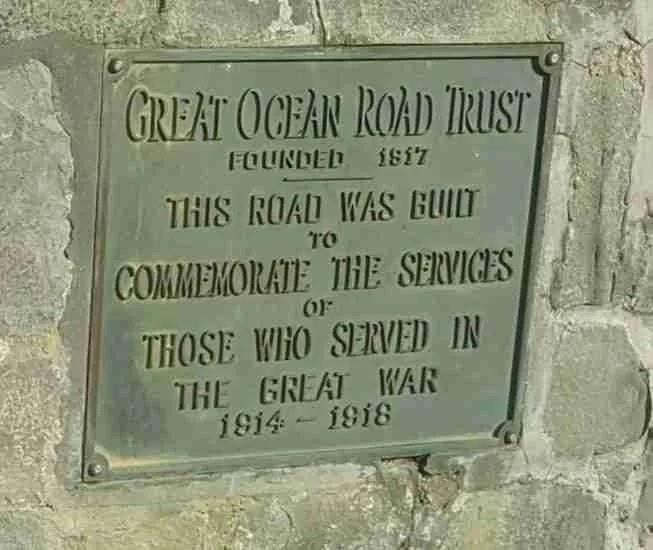 GREAT OCEAN ROAD TRUST
FOUNDED 1917
THIS ROAD WAS BUILT
TO
COMMEMORATE THE SERVICES
OF
THOSE WHO SERVED IN
THE GREAT WAR
1914 - 1918